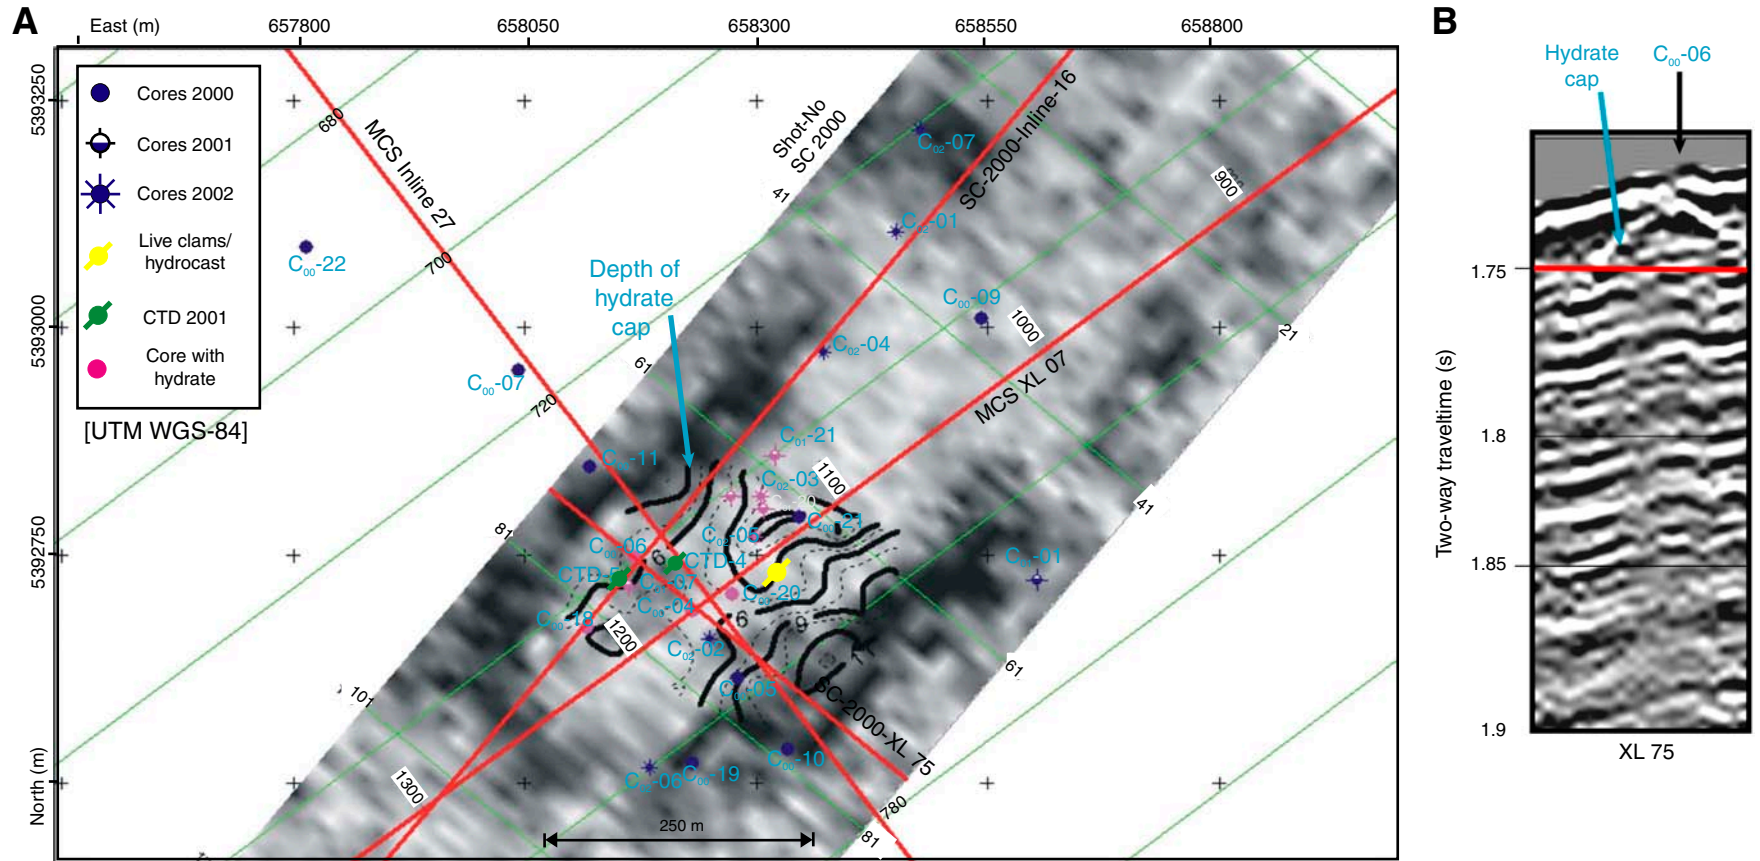 A
East (m)
657800
658050
658300
658550
658800
5393250
5393000
5392750
North (m)
Cores 2000
Cores 2001
Cores 2002
Live clams/
hydrocast
CTD 2001
Core with
hydrate
[UTM WGS-84]
680
MCS Inline 27
700
720
780
Shot-No
SC 2000
41
61
81
101
SC-2000-Inline-16
MCS XL 07
SC-2000-XL 75
900
1000
1100
1200
1300
21
41
61
81
Depth of
hydrate
cap
C00-22
C00-07
C02-07
C02-01
C00-09
C02-04
C00-11
C01-21
C02-03
C00-21
C02-05
C00-06
CTD-4
CTD-5
C00-04
C00-20
C00-18
C02-02
C00-05
C00-10
C00-19
-06
-01
6
6
9
250 m
B
Hydrate
cap
C00-06
Two-way traveltime (s)
1.75
1.8
1.85
1.9
XL 75